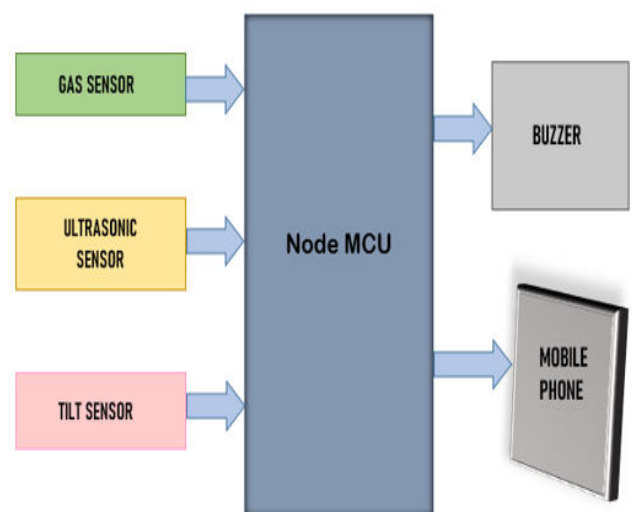 GAS SENSOR
ULTRASONIC
SENSOR
TILT SENSOR
Node MCU
BUZZER
MOBILE
PHONE